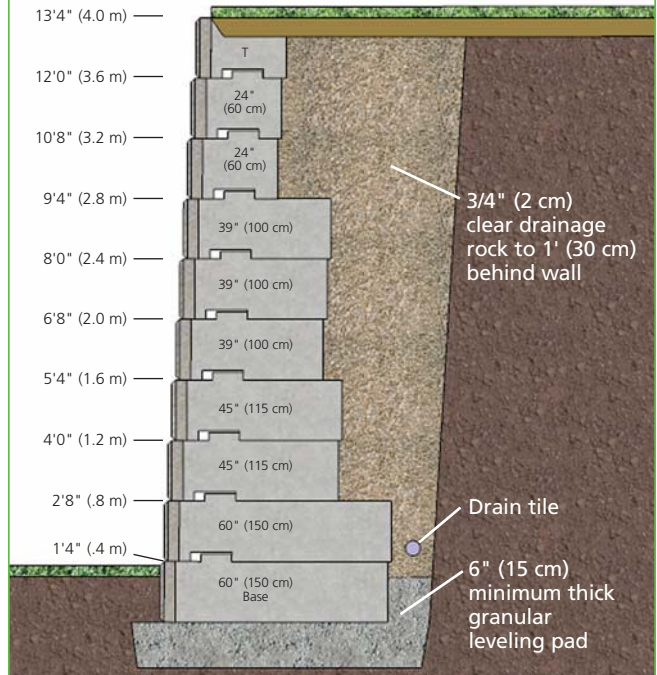 13'4" (4.0 m)
T
12'0" (3.6 m)
24"
(60 cm)
10'8" (3.2 m)
24"
(60 cm)
9'4" (2.8 m)
3/4" (2 cm)
clear drainage
rock to 1' (30 cm)
behind wall
39" (100 cm)
8'0" (2.4 m)
39" (100 cm)
6'8" (2.0 m)
39" (100 cm)
5'4" (1.6 m)
45" (115 cm)
4'0" (1.2 m)
45" (115 cm)
2'8" (.8 m)
Drain tile
60" (150 cm)
1'4" (.4 m)
6" (15 cm)
minimum thick
granular
leveling pad
60" (150 cm)
Base